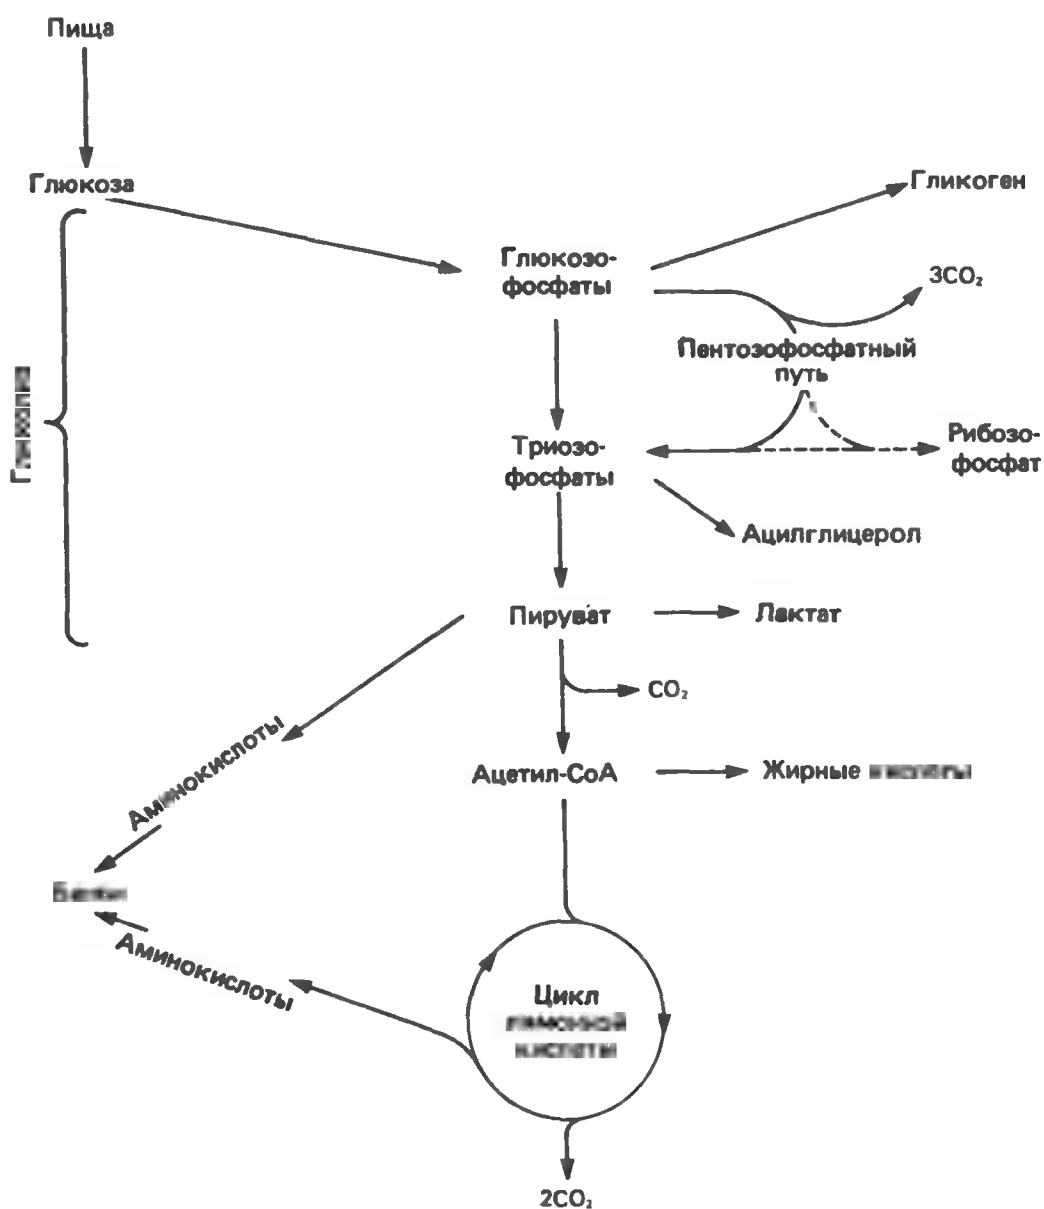 Пища
Глюкоза
Гликоген
Глюкозо-
фосфаты
3CO₂
Пентозофосфатный
путь
Рибозо-
фосфат
Триозо-
фосфаты
Ацилглицерол
Пируват
Лактат
CO₂
Ацетил-CoA
Жирные
Аминокислоты
Аминокислоты
Цикл
2CO₂